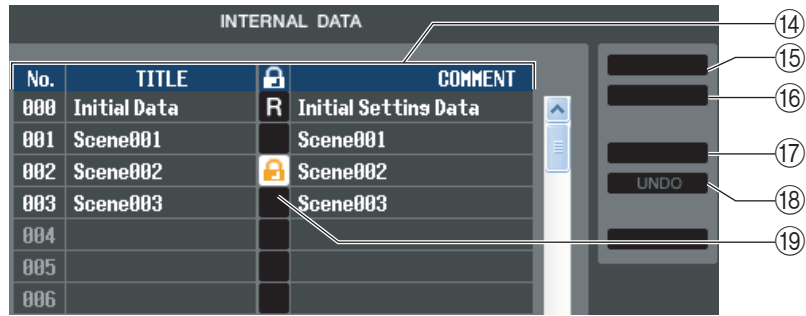 INTERNAL DATA
No. TITLE COMMENT
000 Initial Data R Initial Setting Data
001 Scene001 Scene001
002 Scene002 Scene002
003 Scene003 Scene003
004
005
006
UNDO
⑭
⑮
⑯
⑰
⑱
⑲